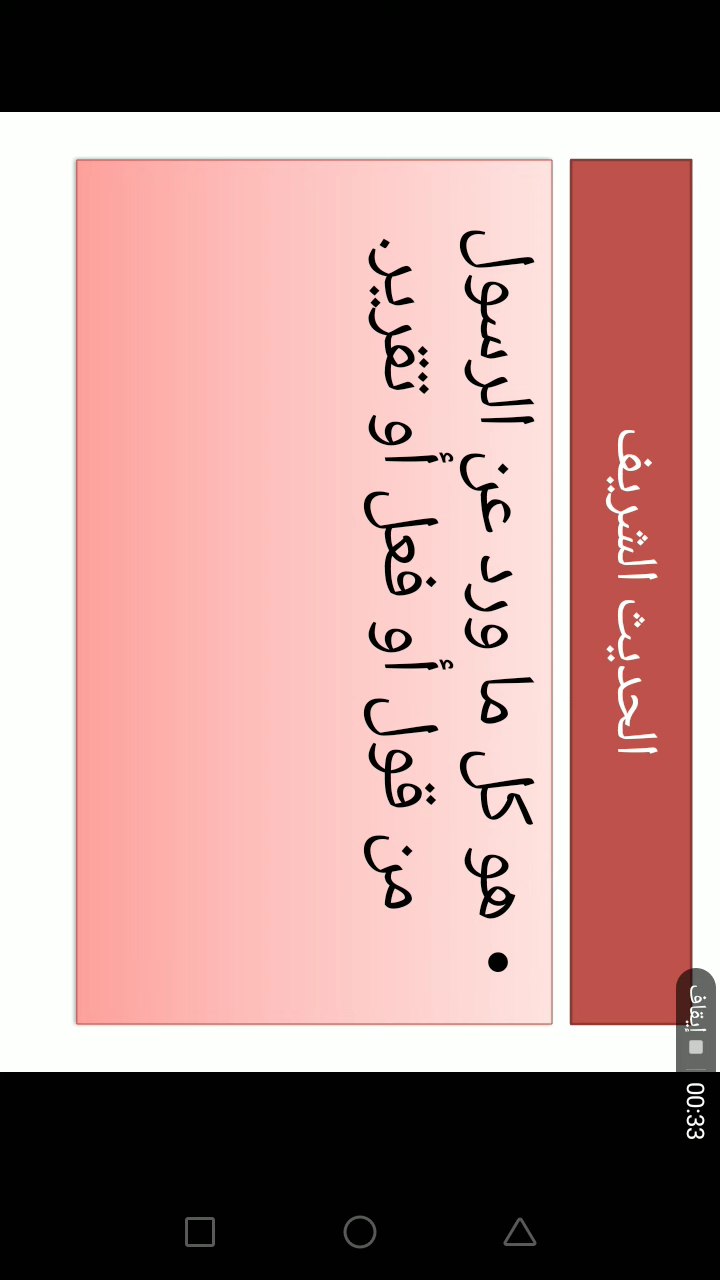 الحديث الشريف
• هو كل ما ورد عن الرسول
من قول أو فعل أو تقرير.
إيقاف
00:33